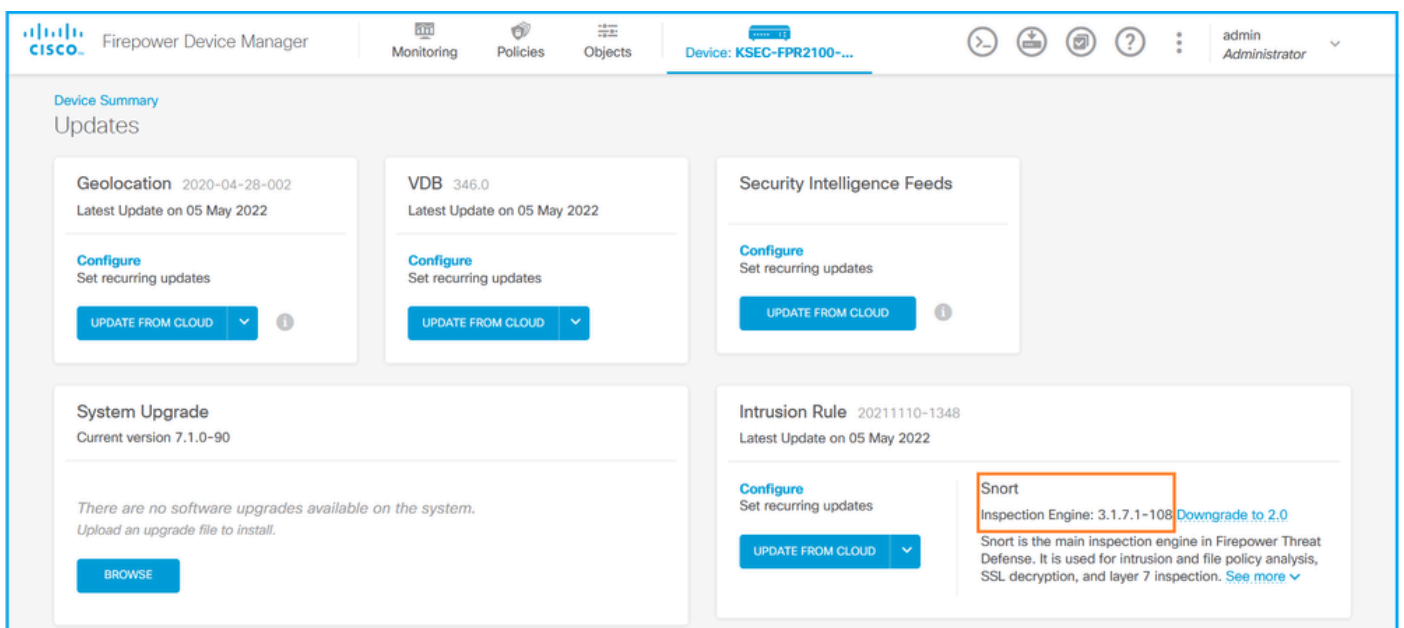 CISCO
Firepower Device Manager
Monitoring
Policies
Objects
Device: KSEC-FPR2100-...
admin
Administrator
Device Summary
Updates
Geolocation 2020-04-28-002
Latest Update on 05 May 2022
Configure
Set recurring updates
UPDATE FROM CLOUD
VDB 346.0
Latest Update on 05 May 2022
Configure
Set recurring updates
UPDATE FROM CLOUD
Security Intelligence Feeds
Configure
Set recurring updates
UPDATE FROM CLOUD
System Upgrade
Current version 7.1.0-90
There are no software upgrades available on the system.
Upload an upgrade file to install.
BROWSE
Intrusion Rule 20211110-1348
Latest Update on 05 May 2022
Configure
Set recurring updates
UPDATE FROM CLOUD
Snort
Inspection Engine: 3.1.7.1-108 Downgrade to 2.0
Snort is the main inspection engine in Firepower Threat
Defense. It is used for intrusion and file policy analysis,
SSL decryption, and layer 7 inspection. See more